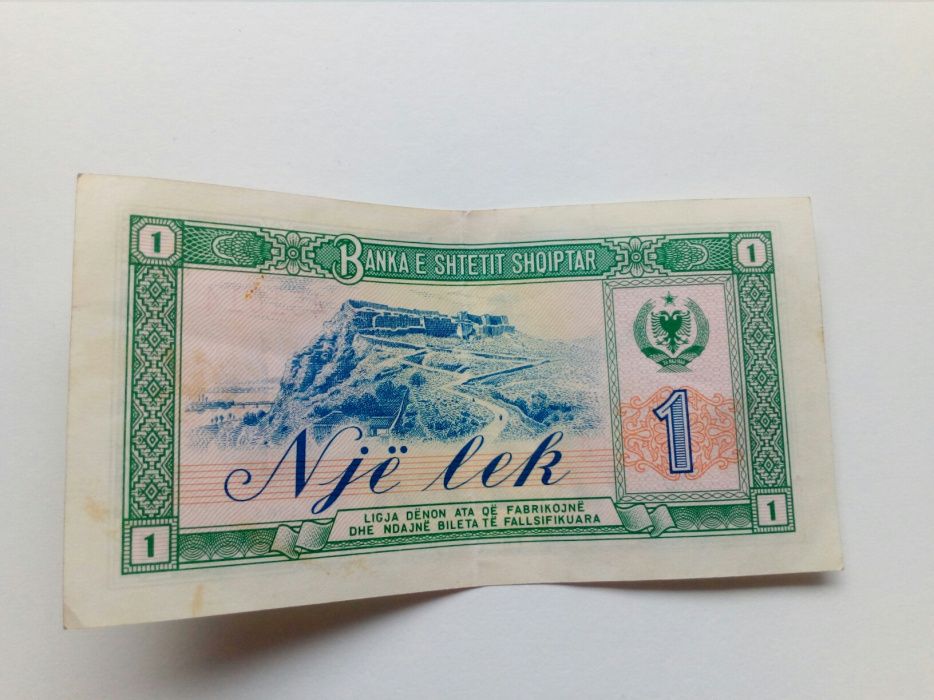 1
BANKA E SHTETIT SHQIPTAR
1
Një lek
1
LIGJA DËNON ATA QË FABRIKOJNË
DHE NDAJNË BILETA TË FALLSIFIKUARA
1
1